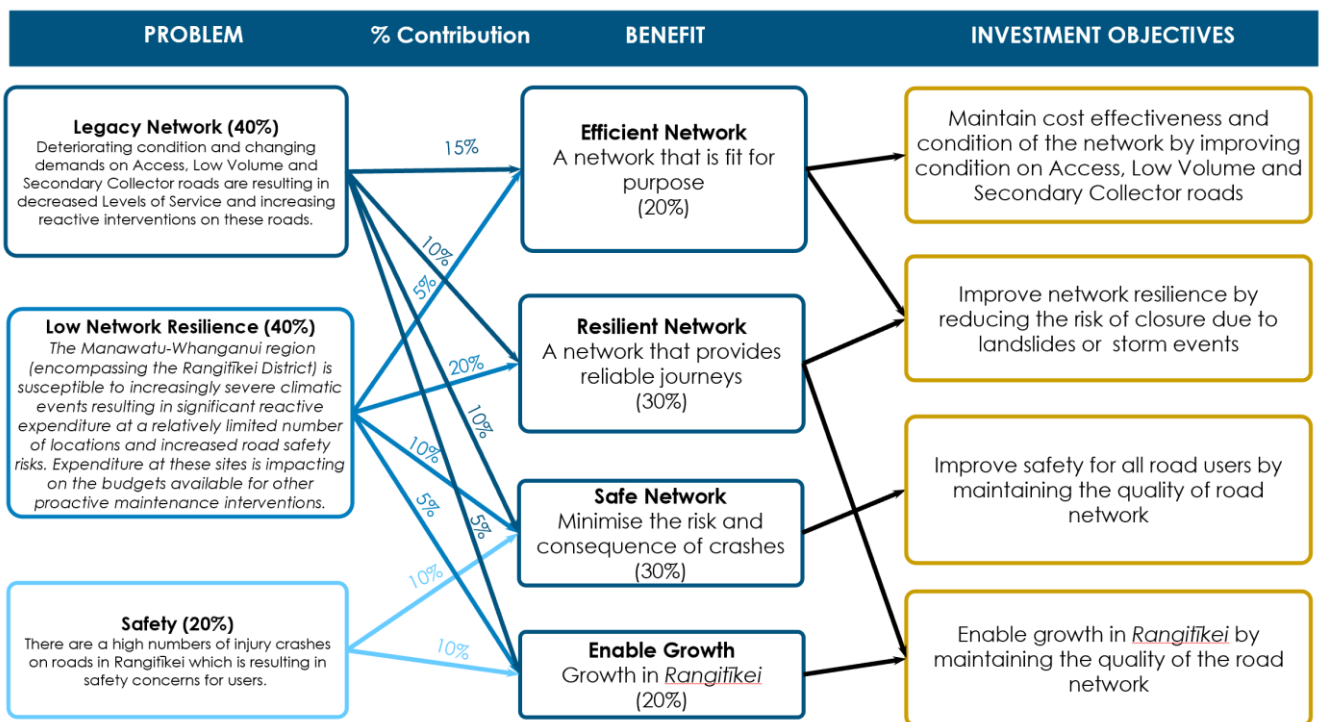 PROBLEM
% Contribution
BENEFIT
INVESTMENT OBJECTIVES
Legacy Network (40%)
Deteriorating condition and changing
demands on Access, Low Volume and
Secondary Collector roads are resulting in
decreased Levels of Service and increasing
reactive interventions on these roads.
Low Network Resilience (40%)
The Manawatu-Whanganui region
(encompassing the Rangitīkei District) is
susceptible to increasingly severe climatic
events resulting in significant reactive
expenditure at a relatively limited number
of locations and increased road safety
risks. Expenditure at these sites is impacting
on the budgets available for other
proactive maintenance interventions.
Safety (20%)
There are a high numbers of injury crashes
on roads in Rangitīkei which is resulting in
safety concerns for users.
15%
10%
5%
20%
10%
10%
5%
5%
10%
10%
Efficient Network
A network that is fit for
purpose
(20%)
Resilient Network
A network that provides
reliable journeys
(30%)
Safe Network
Minimise the risk and
consequence of crashes
(30%)
Enable Growth
Growth in Rangitīkei
(20%)
Maintain cost effectiveness and
condition of the network by improving
condition on Access, Low Volume and
Secondary Collector roads
Improve network resilience by
reducing the risk of closure due to
landslides or storm events
Improve safety for all road users by
maintaining the quality of road
network
Enable growth in Rangitīkei by
maintaining the quality of the road
network